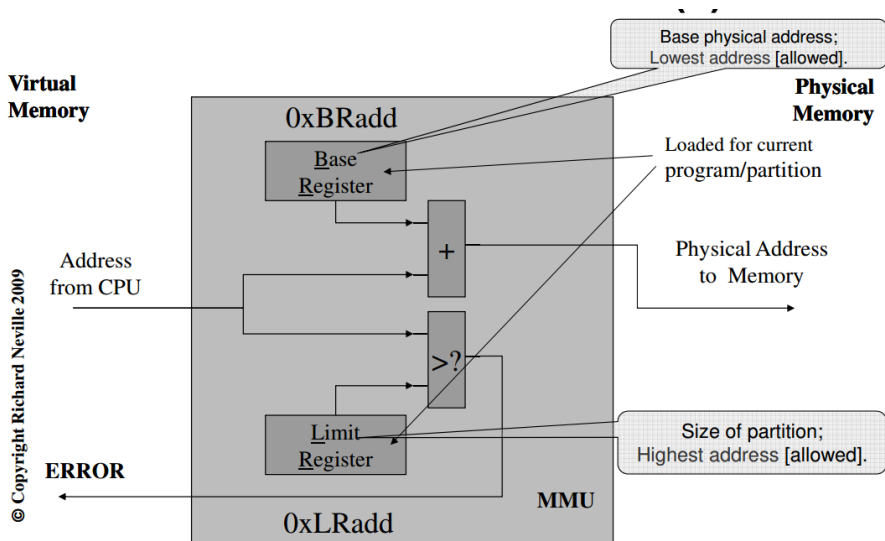 Base physical address;
Lowest address [allowed].
Virtual
Memory
Physical
Memory
0xBRadd
Base
Register
Loaded for current
program/partition
+
Address
from CPU
Physical Address
to Memory
>?
Limit
Register
Size of partition;
Highest address [allowed].
ERROR
MMU
0xLRadd
© Copyright Richard Neville 2009